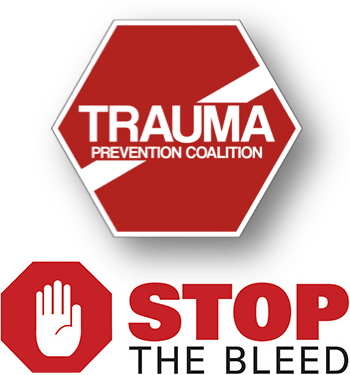 TRAUMA
PREVENTION COALITION
STOP
THE BLEED